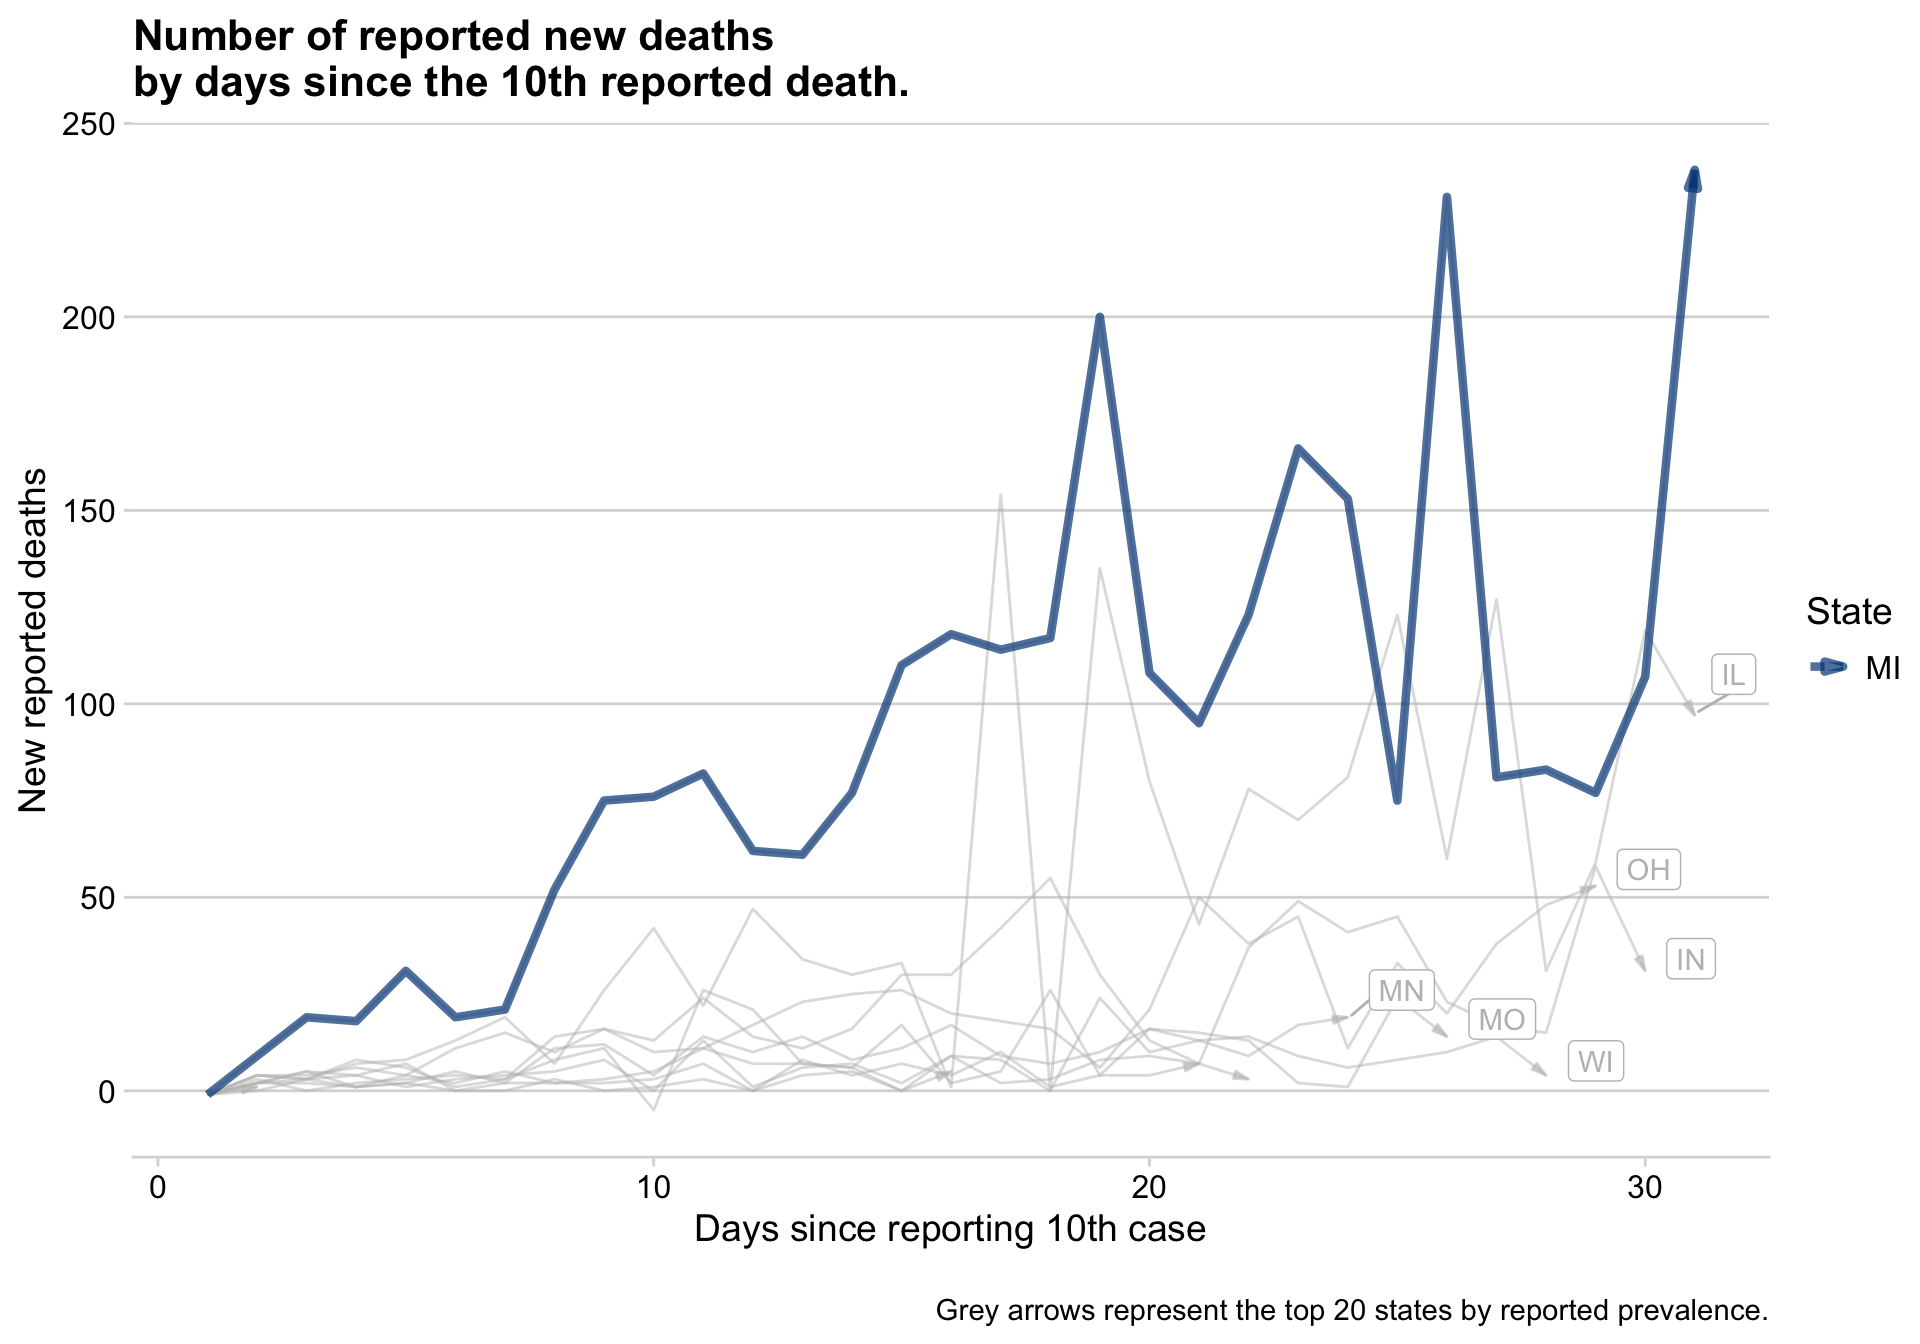 Number of reported new deaths
by days since the 10th reported death.
250
200
150
100
50
0
New reported deaths
IL
OH
IN
MN
MO
WI
State
MI
0 10 20 30
Days since reporting 10th case
Grey arrows represent the top 20 states by reported prevalence.